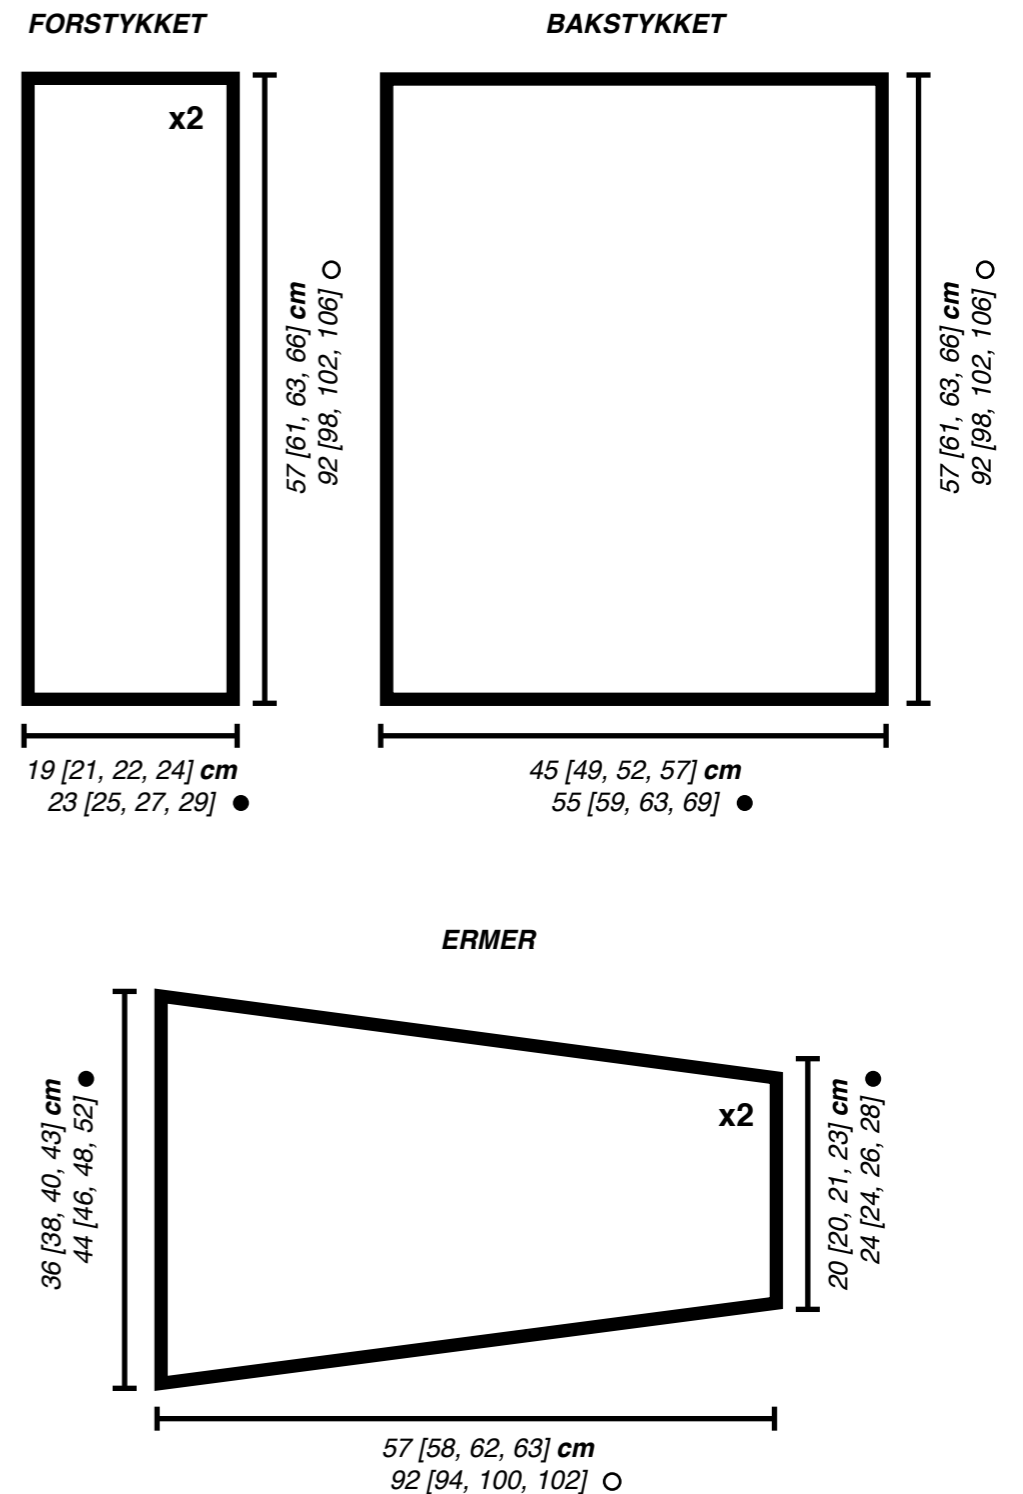 FORSTYKKET
x2
57 [61, 63, 66] cm
92 [98, 102, 106] ○
19 [21, 22, 24] cm
23 [25, 27, 29] ●
BAKSTYKKET
57 [61, 63, 66] cm
92 [98, 102, 106] ○
45 [49, 52, 57] cm
55 [59, 63, 69] ●
ERMER
36 [38, 40, 43] cm
44 [46, 48, 52] ●
x2
20 [20, 21, 23] cm
24 [24, 26, 28] ●
57 [58, 62, 63] cm
92 [94, 100, 102] ○